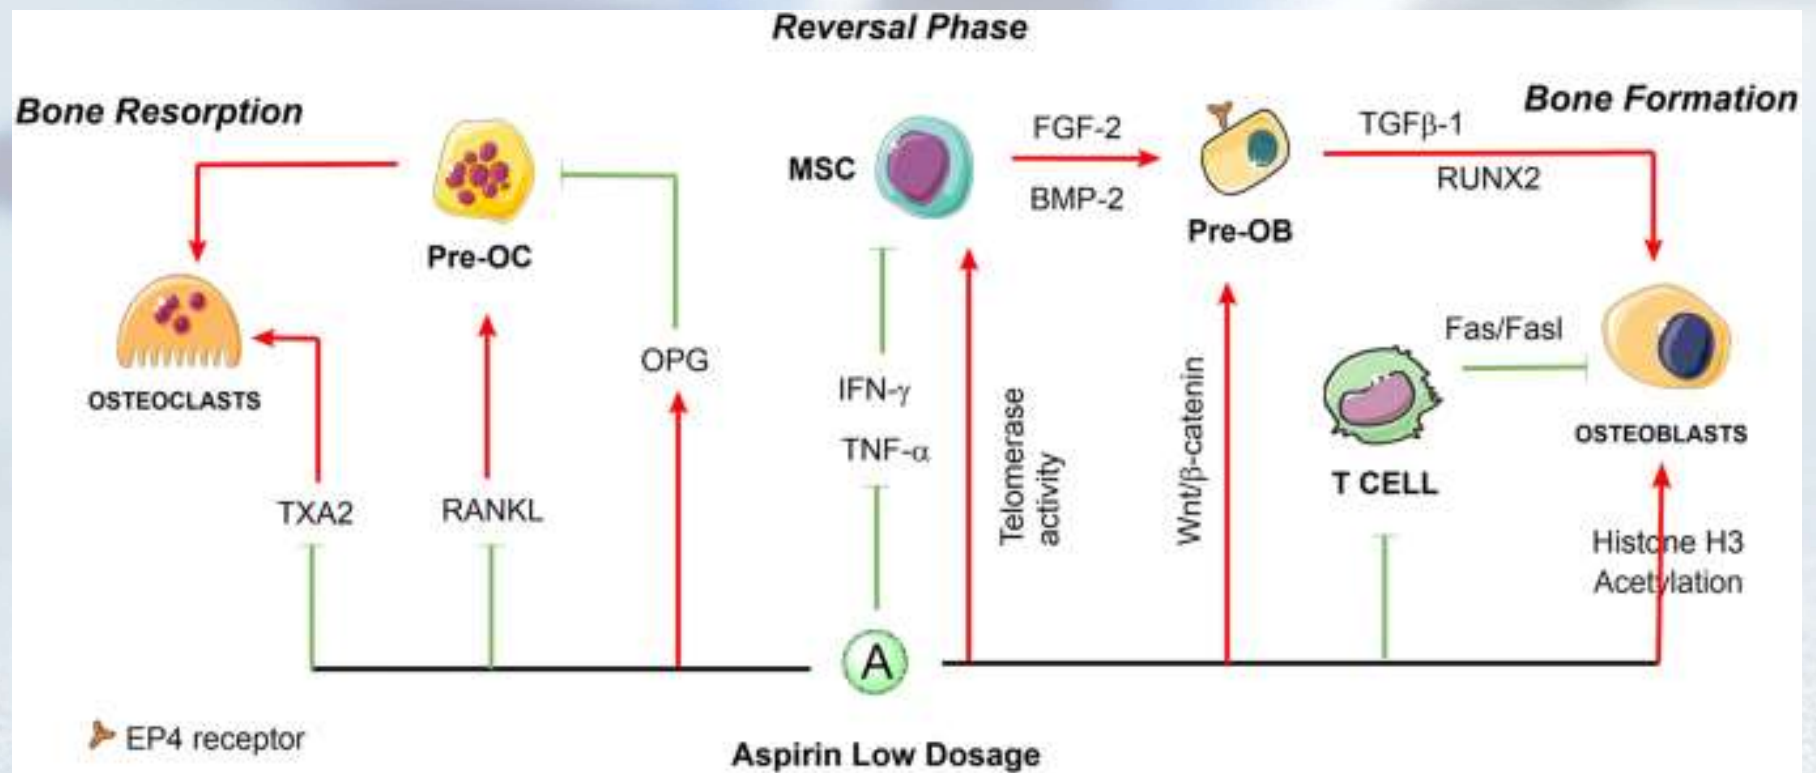 Reversal Phase
Bone Resorption
Bone Formation
MSC
FGF-2
BMP-2
TGFβ-1
RUNX2
Pre-OB
Pre-OC
OSTEOCLASTS
OPG
IFN-γ
TNF-α
Telomerase
activity
Wnt/β-catenin
Fas/Fasl
T CELL
OSTEOBLASTS
TXA2
RANKL
Histone H3
Acetylation
A
EP4 receptor
Aspirin Low Dosage